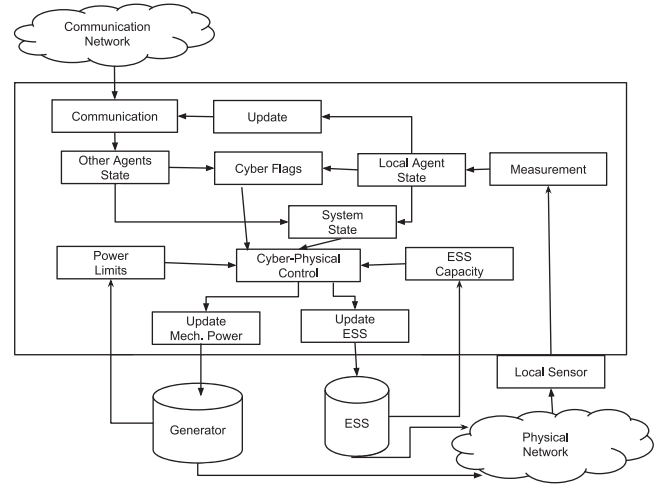 Communication
Network
Communication
Update
Other Agents
State
Cyber Flags
Local Agent
State
Measurement
System
State
Power
Limits
Cyber-Physical
Control
ESS
Capacity
Update
Mech. Power
Update
ESS
Local Sensor
Generator
ESS
Physical
Network